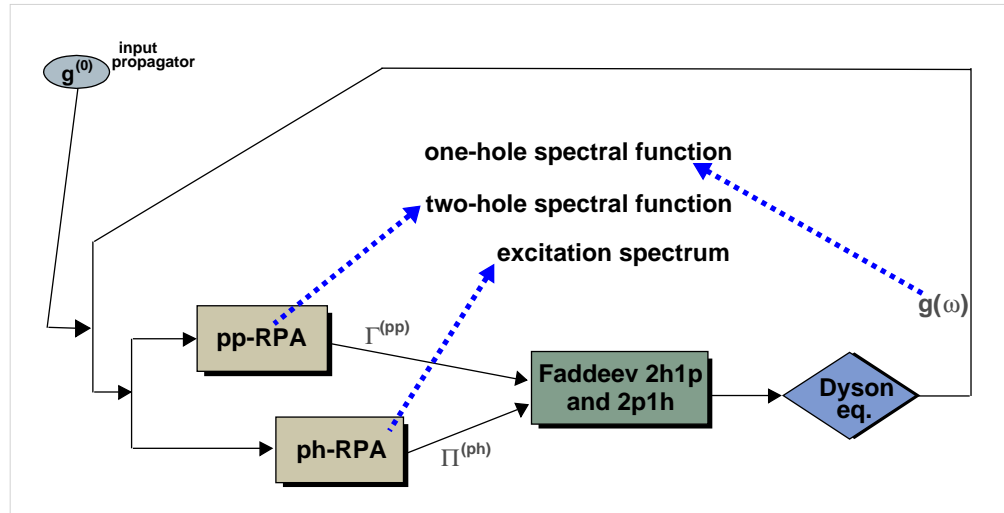 input
propagator
g(0)
one-hole spectral function
two-hole spectral function
excitation spectrum
g(ω)
pp-RPA
Γ(pp)
Faddeev 2h1p
and 2p1h
Dyson
eq.
ph-RPA
Π(ph)